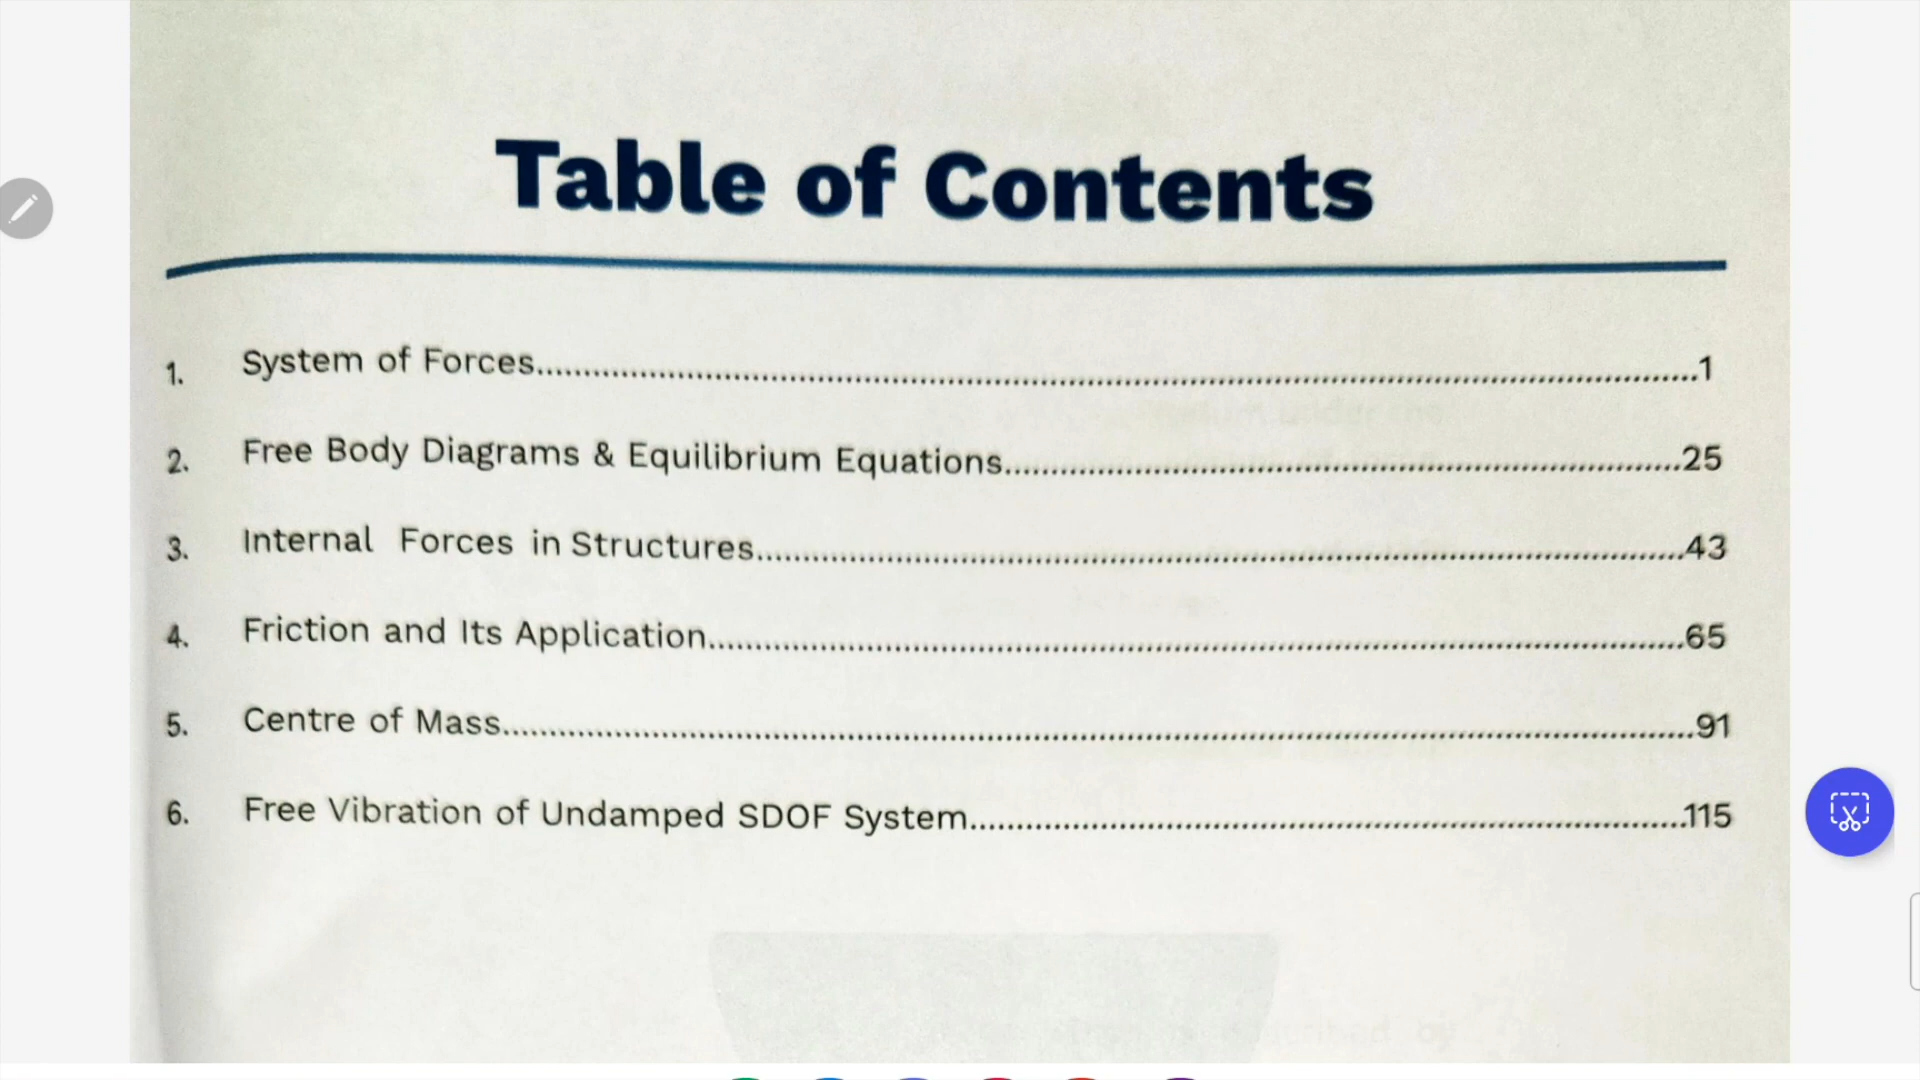 Table of Contents
1. System of Forces..........1
2. Free Body Diagrams & Equilibrium Equations..........25
3. Internal Forces in Structures..........43
4. Friction and Its Application..........65
5. Centre of Mass..........91
6. Free Vibration of Undamped SDOF System..........115